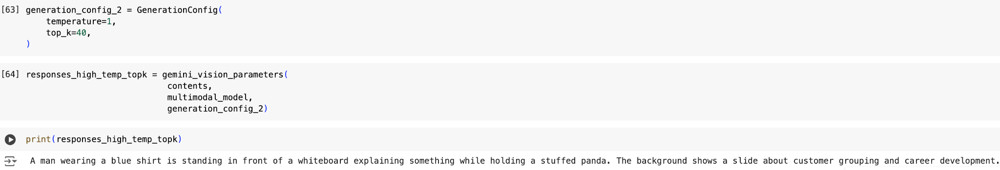 [63] generation_config_2 = GenerationConfig(
    temperature=1,
    top_k=40,
)
[64] responses_high_temp_topk = gemini_vision_parameters(
                            contents,
                            multimodal_model,
                            generation_config_2)
print(responses_high_temp_topk)
A man wearing a blue shirt is standing in front of a whiteboard explaining something while holding a stuffed panda. The background shows a slide about customer grouping and career development.